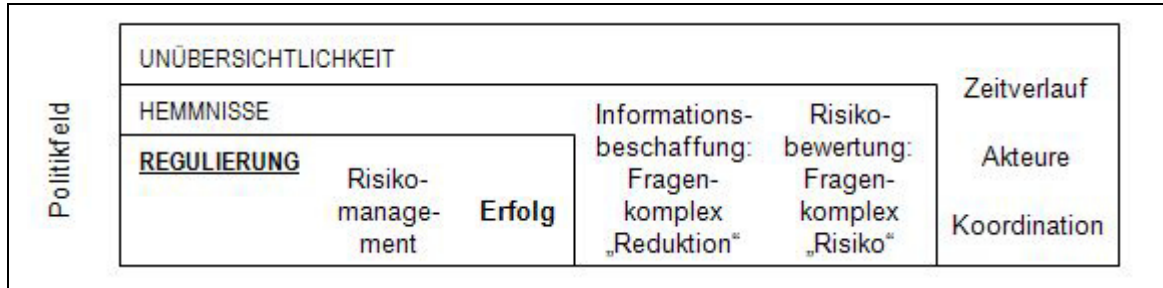 Politikfeld
UNÜBERSICHTLICHKEIT
HEMMNISSE
REGULIERUNG
Risiko-
manage-
ment
Erfolg
Informations-
beschaffung:
Fragen-
komplex
„Reduktion“
Risiko-
bewertung:
Fragen-
komplex
„Risiko“
Zeitverlauf
Akteure
Koordination